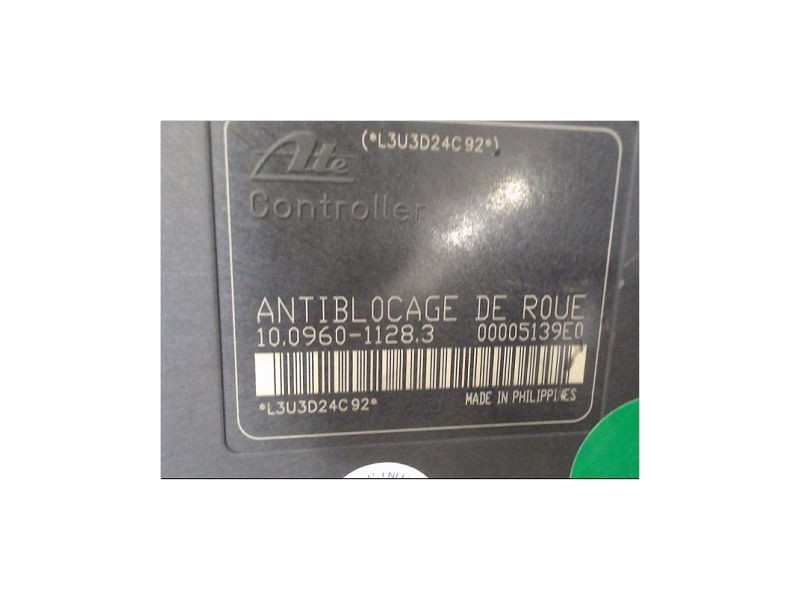 (*L3U3D24C92*)
Ate
Controller
ANTIBLOCAGE DE ROUE
10.0960-1128.3 00005139E0
*L3U3D24C92*
MADE IN PHILIPPINES